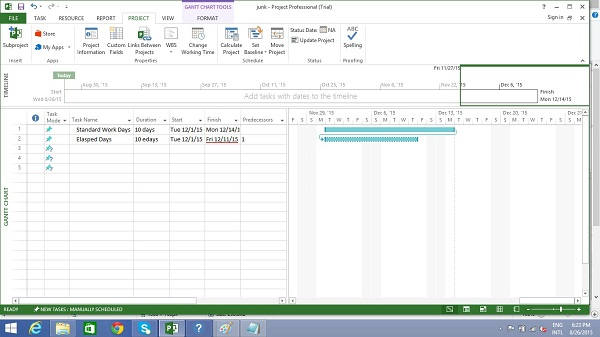 GANTT CHART TOOLS
junk - Project Professional (Trial)
FILE TASK RESOURCE REPORT PROJECT VIEW FORMAT
Sign in
Subproject
Store
My Apps
Project Information
Custom Fields
Links Between Projects
WBS
Change Working Time
Calculate Project
Set Baseline
Move Project
Status Date: NA
Update Project
ABC
Spelling
Insert Apps Properties Schedule Status Proofing
TIMELINE
Fri 11/27/15
Today
Aug 30, '15 Sep 13, '15 Sep 27, '15 Oct 11, '15 Oct 25, '15 Nov 8, '15 Nov 22, '15 Dec 6, '15
Start
Wed 8/26/15
Add tasks with dates to the timeline
Finish
Mon 12/14/15
GANTT CHART
Task Mode Task Name Duration Start Finish Predecessors
Nov 29, '15 Dec 6, '15 Dec 13, '15 Dec 20, '15 Dec 27
F S S M T W T F S S M T W T F S S M T W T F S S M T W T F S S M
1 Standard Work Days 10 days Tue 12/1/15 Mon 12/14/1
2 Elasped Days 10 edays Tue 12/1/15 Fri 12/11/15 1
3
4
5
READY NEW TASKS : MANUALLY SCHEDULED
ENG
INTL
6:23 PM
8/26/2015